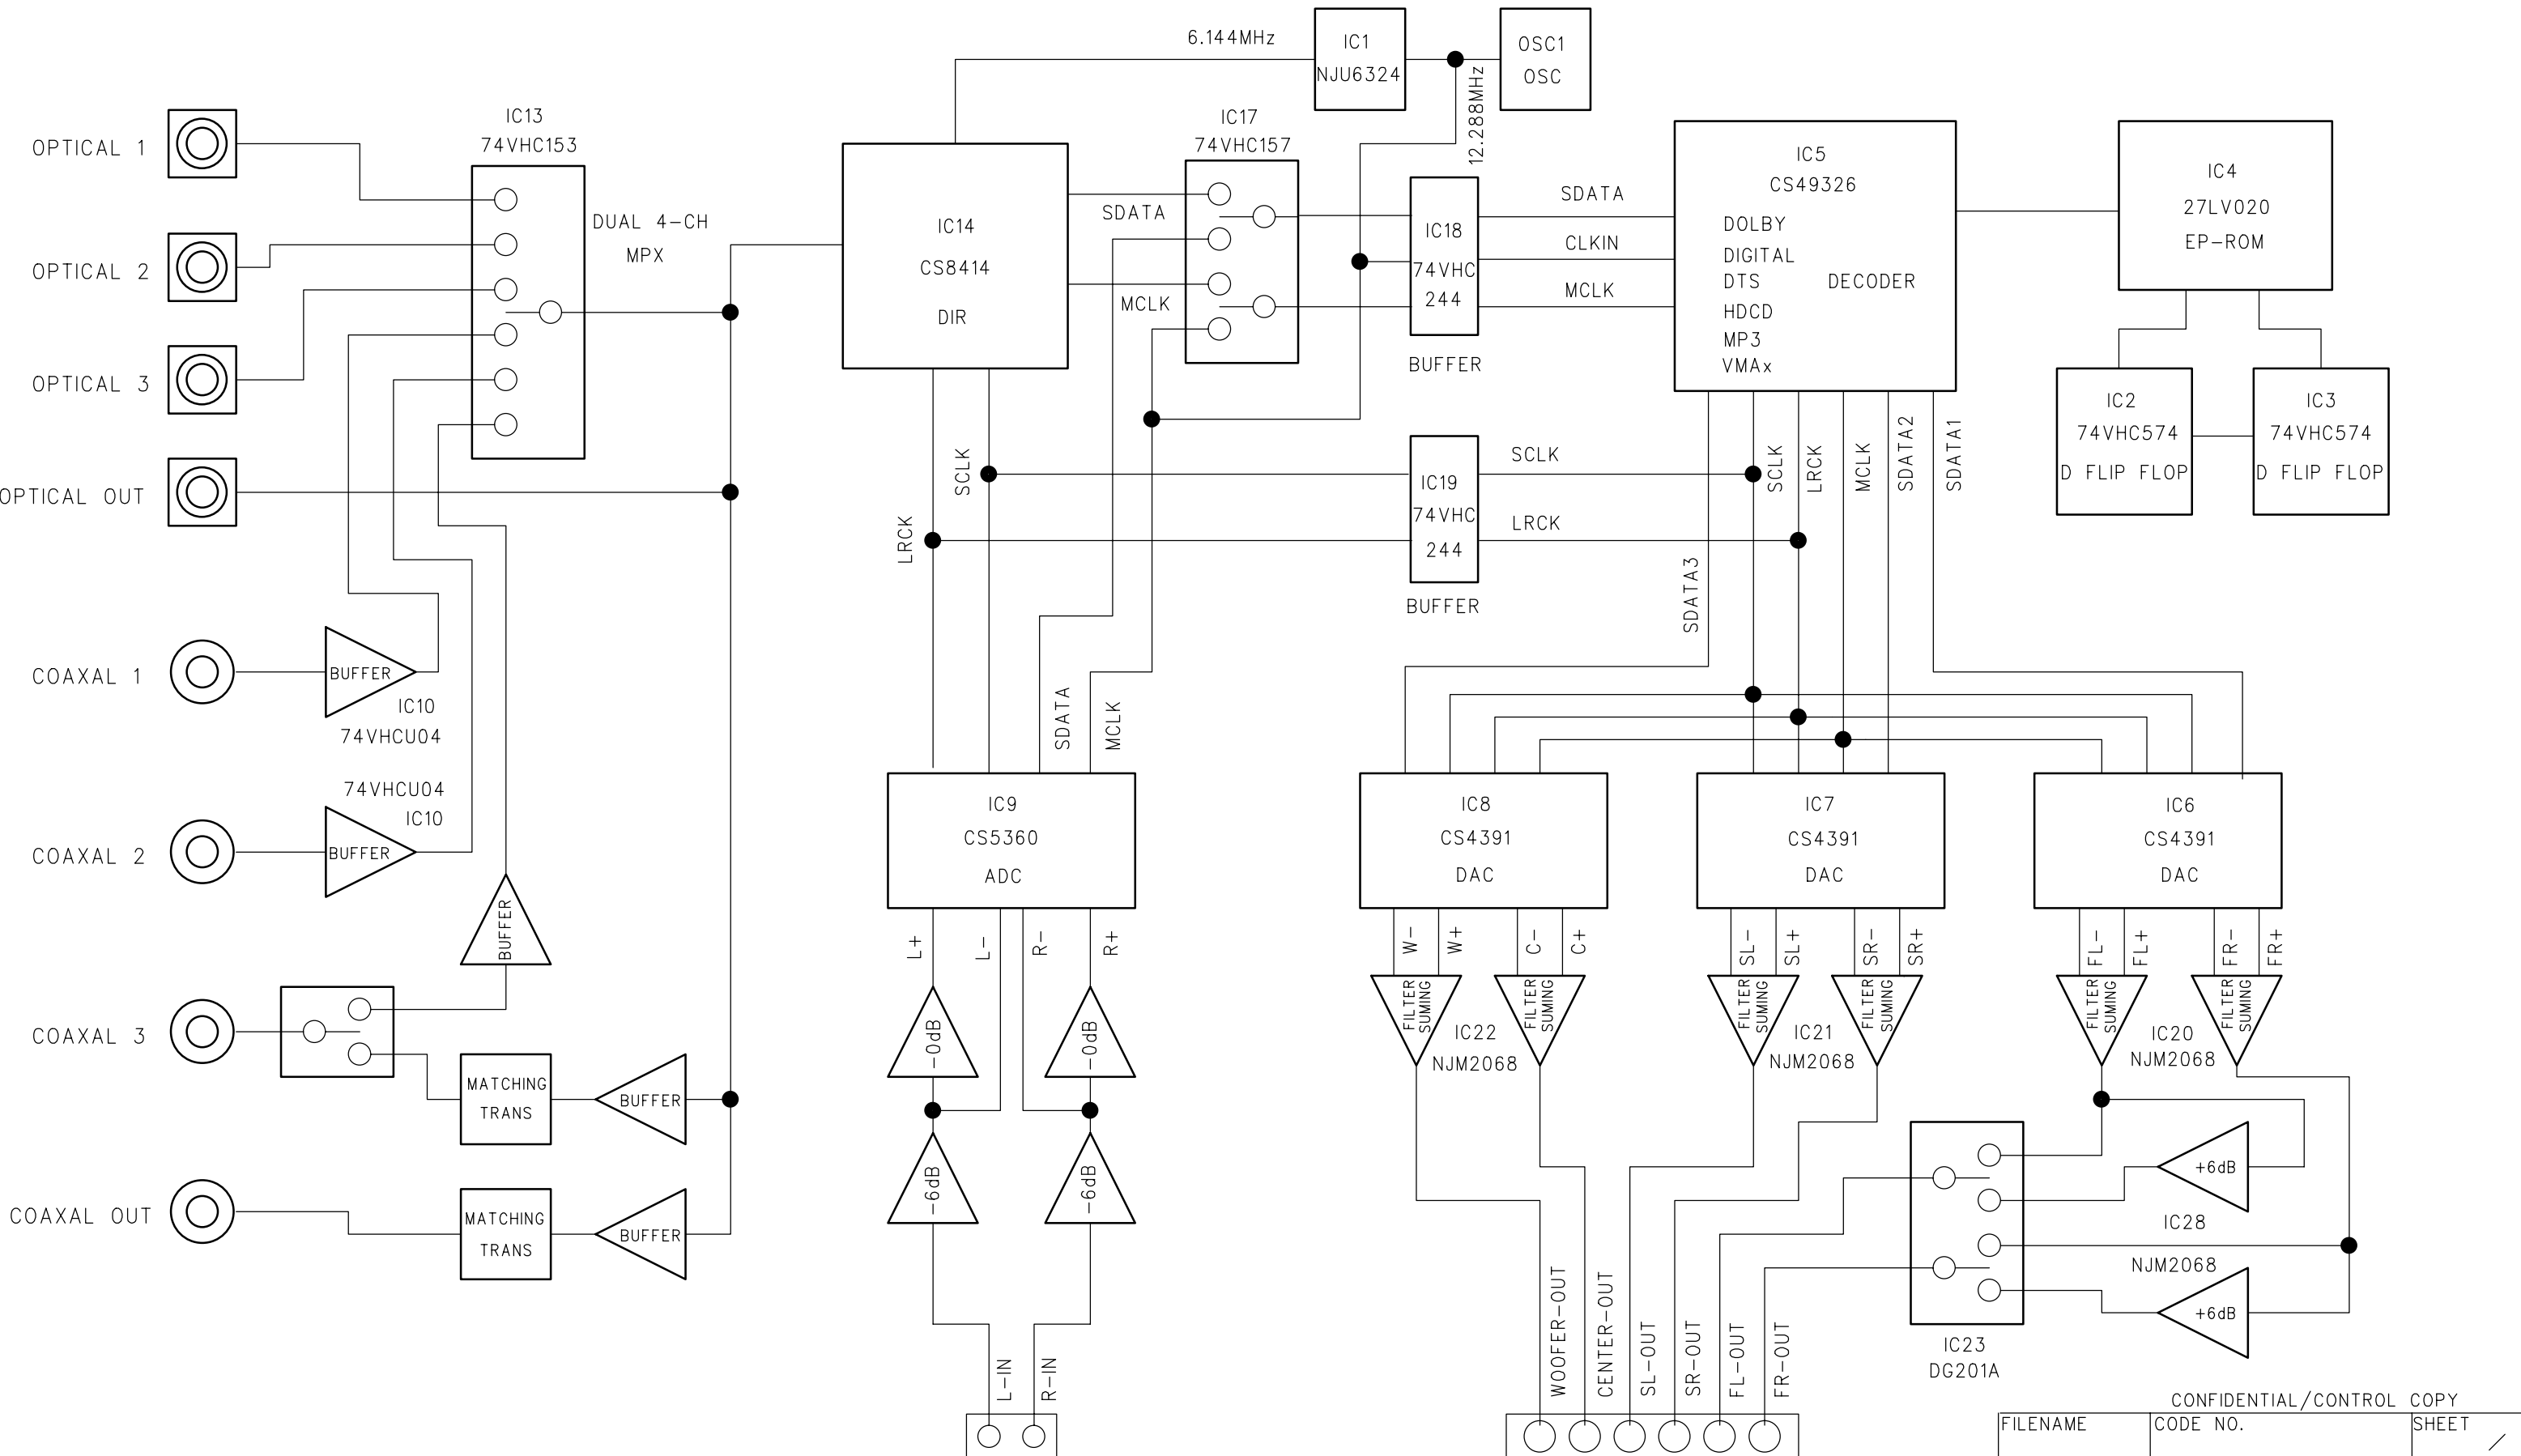 6.144MHz
IC1
NJU6324
OSC1
OSC
12.288MHz
OPTICAL 1
OPTICAL 2
OPTICAL 3
OPTICAL OUT
COAXAL 1
COAXAL 2
COAXAL 3
COAXAL OUT
IC13
74VHC153
DUAL 4-CH
MPX
BUFFER
IC10
74VHCU04
74VHCU04
IC10
BUFFER
BUFFER
MATCHING
TRANS
BUFFER
MATCHING
TRANS
BUFFER
IC14
CS8414
DIR
SDATA
MCLK
IC17
74VHC157
IC18
74VHC
244
BUFFER
SDATA
CLKIN
MCLK
IC5
CS49326
DOLBY
DIGITAL
DTS
DECODER
HDCD
MP3
VMAx
IC4
27LV020
EP-ROM
IC2
74VHC574
D FLIP FLOP
IC3
74VHC574
D FLIP FLOP
SCLK
LRCK
IC19
74VHC
244
BUFFER
SCLK
LRCK
SDATA3
SCLK
LRCK
MCLK
SDATA2
SDATA1
SDATA
MCLK
IC9
CS5360
ADC
L+
L-
R-
R+
-0dB
-0dB
-6dB
-6dB
L-IN
R-IN
IC8
CS4391
DAC
IC7
CS4391
DAC
IC6
CS4391
DAC
W-
W+
C-
C+
SL-
SL+
SR-
SR+
FL-
FL+
FR-
FR+
FILTER
SUMING
FILTER
SUMING
FILTER
SUMING
FILTER
SUMING
FILTER
SUMING
FILTER
SUMING
IC22
NJM2068
IC21
NJM2068
IC20
NJM2068
+6dB
IC28
NJM2068
+6dB
IC23
DG201A
WOOFER-OUT
CENTER-OUT
SL-OUT
SR-OUT
FL-OUT
FR-OUT
CONFIDENTIAL/CONTROL COPY
FILENAME
CODE NO.
SHEET
/